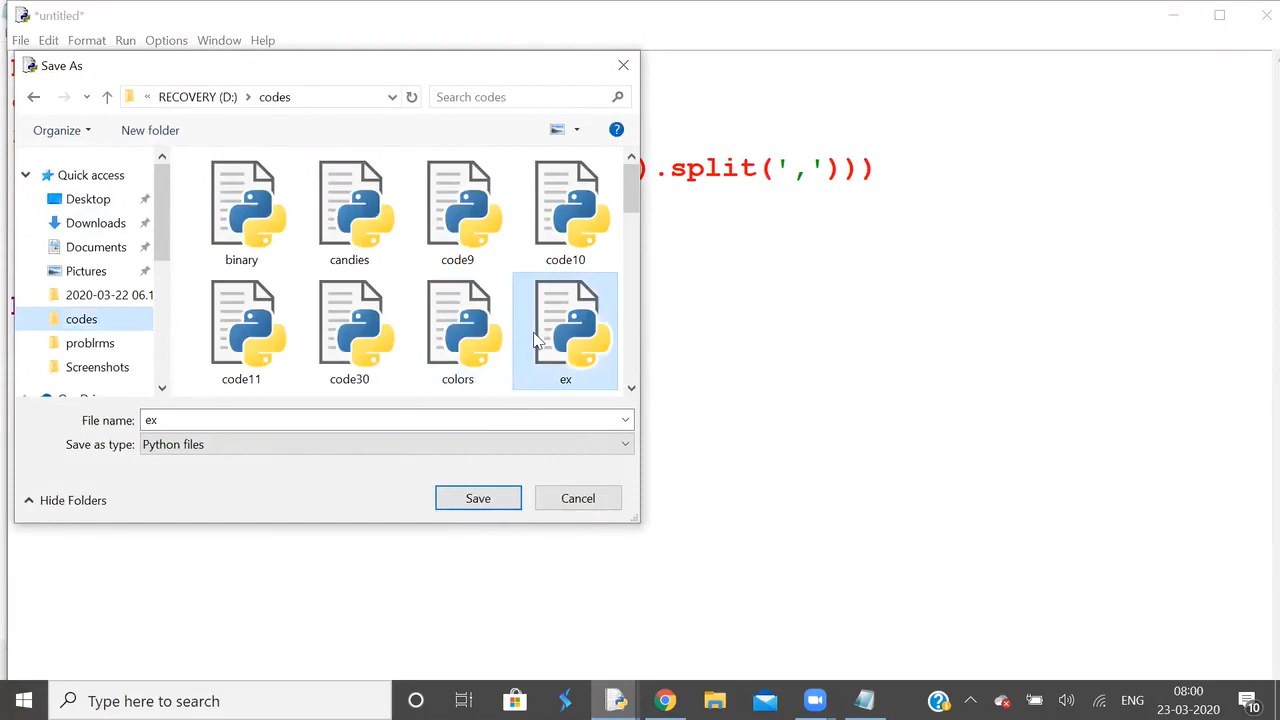 *untitled*
File Edit Format Run Options Window Help
Save As
« RECOVERY (D:) > codes
Search codes
Organize
New folder
Quick access
Desktop
Downloads
Documents
Pictures
2020-03-22 06.1
codes
problrms
Screenshots
binary candies code9 code10
code11 code30 colors ex
).split(',')))
File name: ex
Save as type: Python files
Hide Folders
Save Cancel
Type here to search
ENG
08:00
23-03-2020
10